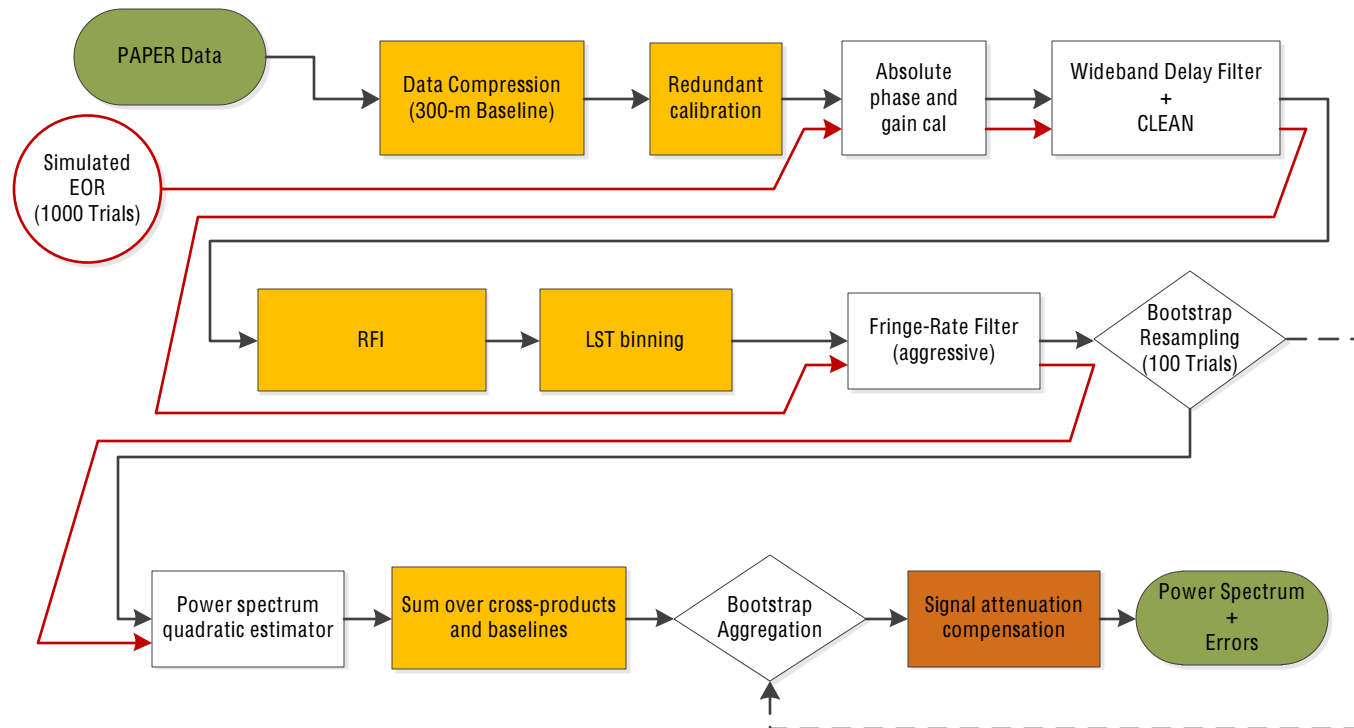 PAPER Data
Data Compression
(300-m Baseline)
Redundant
calibration
Absolute
phase and
gain cal
Wideband Delay Filter
+
CLEAN
Simulated
EOR
(1000 Trials)
RFI
LST binning
Fringe-Rate Filter
(aggressive)
Bootstrap
Resampling
(100 Trials)
Power spectrum
quadratic estimator
Sum over cross-products
and baselines
Bootstrap
Aggregation
Signal attenuation
compensation
Power Spectrum
+
Errors